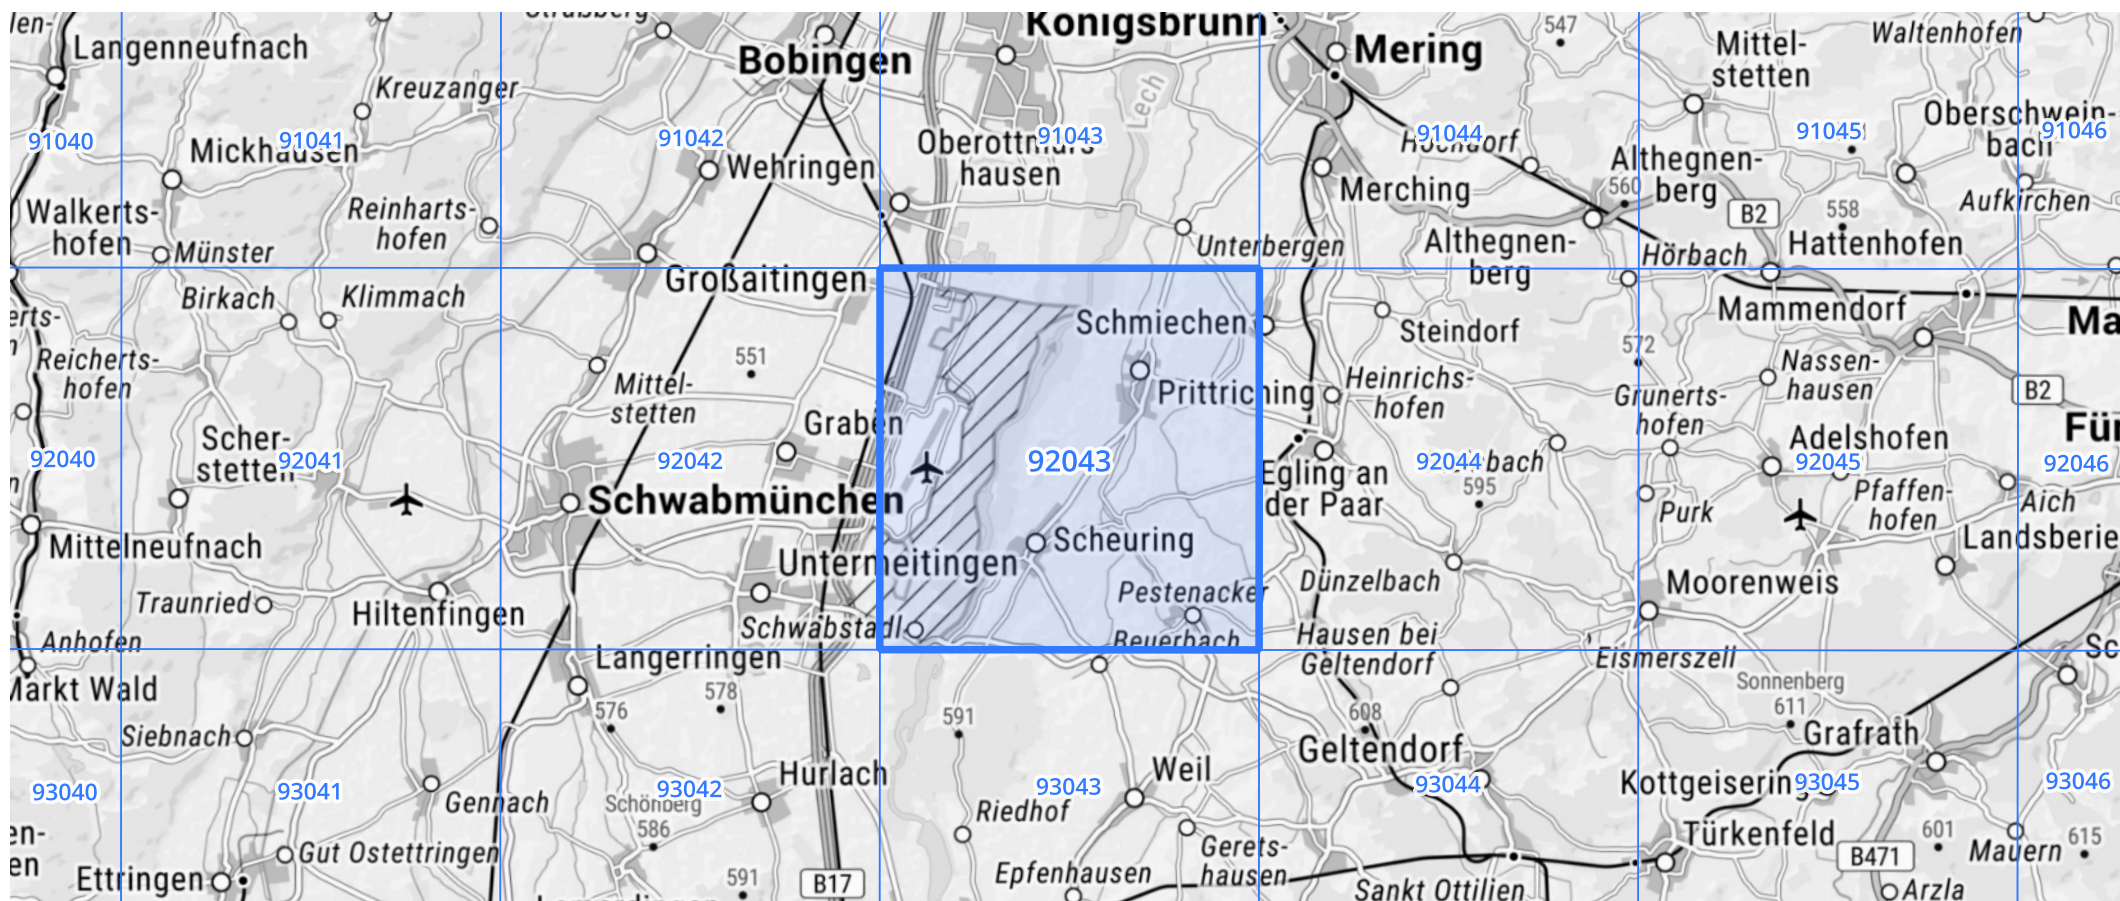 Langenneufnach
Kreuzanger
Bobingen
Königsbrunn
Mering
547
Mittel-
stetten
Waltenhofen
Oberschwein-
bach
91040
91041
91042
91043
91044
91045
91046
Mickhausen
Wehringen
Oberottmars-
hausen
Lech
Hochdorf
Merching
Althegnen-
berg
560
B2
558
Aufkirchen
Walkerts-
hofen
Münster
Reinharts-
hofen
Großaitingen
Unterbergen
Althegnen-
berg
Hörbach
Hattenhofen
Birkach
Klimmach
Schmiechen
Steindorf
Mammendorf
Reicherts-
hofen
Mittel-
stetten
551
Prittriching
Heinrichs-
hofen
572
Grunerts-
hofen
Nassen-
hausen
B2
Graben
Scher-
stetten
Adelshofen
92040
92041
92042
92043
92044
92045
92046
bach
595
Egling an
der Paar
Purk
Pfaffen-
hofen
Aich
Schwabmünchen
Mittelneufnach
Untermeitingen
Scheuring
Landsberie
Traunried
Hiltenfingen
Pestenacker
Dünzelbach
Moorenweis
Anhofen
Schwabstadl
Beuerbach
Hausen bei
Geltendorf
Langerringen
Eismerszell
Markt Wald
578
576
591
608
Sonnenberg
611
Siebnach
Geltendorf
Grafrath
93040
93041
93042
93043
93044
93045
93046
Gennach
Schönberg
586
Hurlach
Weil
Kottgeisering
Riedhof
Gerets-
hausen
Türkenfeld
601
615
B471
Mauern
Gut Ostettringen
Ettringen
591
B17
Epfenhausen
Sankt Ottilien
Arzla